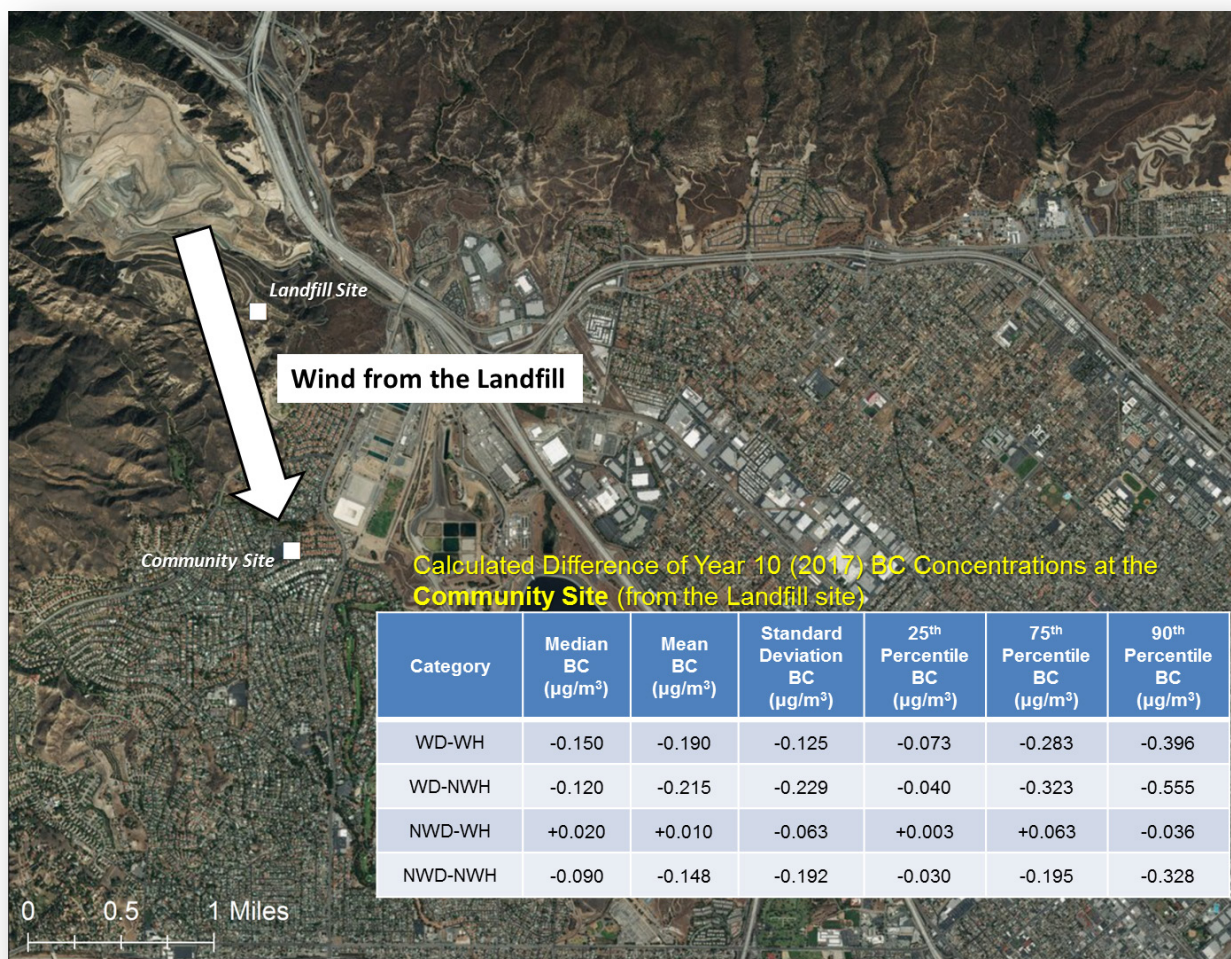 Landfill Site
Wind from the Landfill
Community Site
Calculated Difference of Year 10 (2017) BC Concentrations at the
Community Site (from the Landfill site)
Category Median BC (µg/m³) Mean BC (µg/m³) Standard Deviation BC (µg/m³) 25th Percentile BC (µg/m³) 75th Percentile BC (µg/m³) 90th Percentile BC (µg/m³)
WD-WH -0.150 -0.190 -0.125 -0.073 -0.283 -0.396
WD-NWH -0.120 -0.215 -0.229 -0.040 -0.323 -0.555
NWD-WH +0.020 +0.010 -0.063 +0.003 +0.063 -0.036
NWD-NWH -0.090 -0.148 -0.192 -0.030 -0.195 -0.328
0 0.5 1 Miles